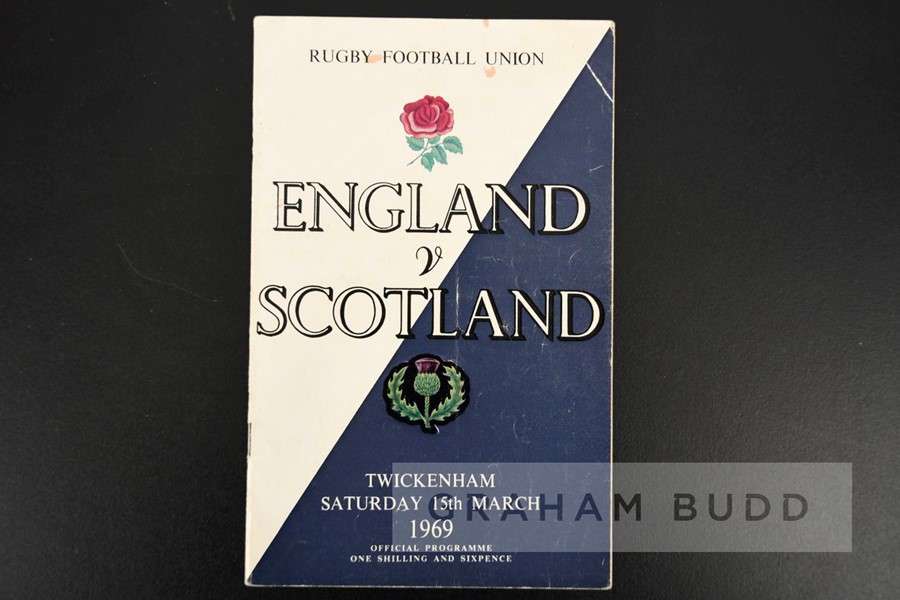 RUGBY FOOTBALL UNION
ENGLAND
v
SCOTLAND
TWICKENHAM
SATURDAY 15th MARCH
1969
OFFICIAL PROGRAMME
ONE SHILLING AND SIXPENCE
GRAHAM BUDD